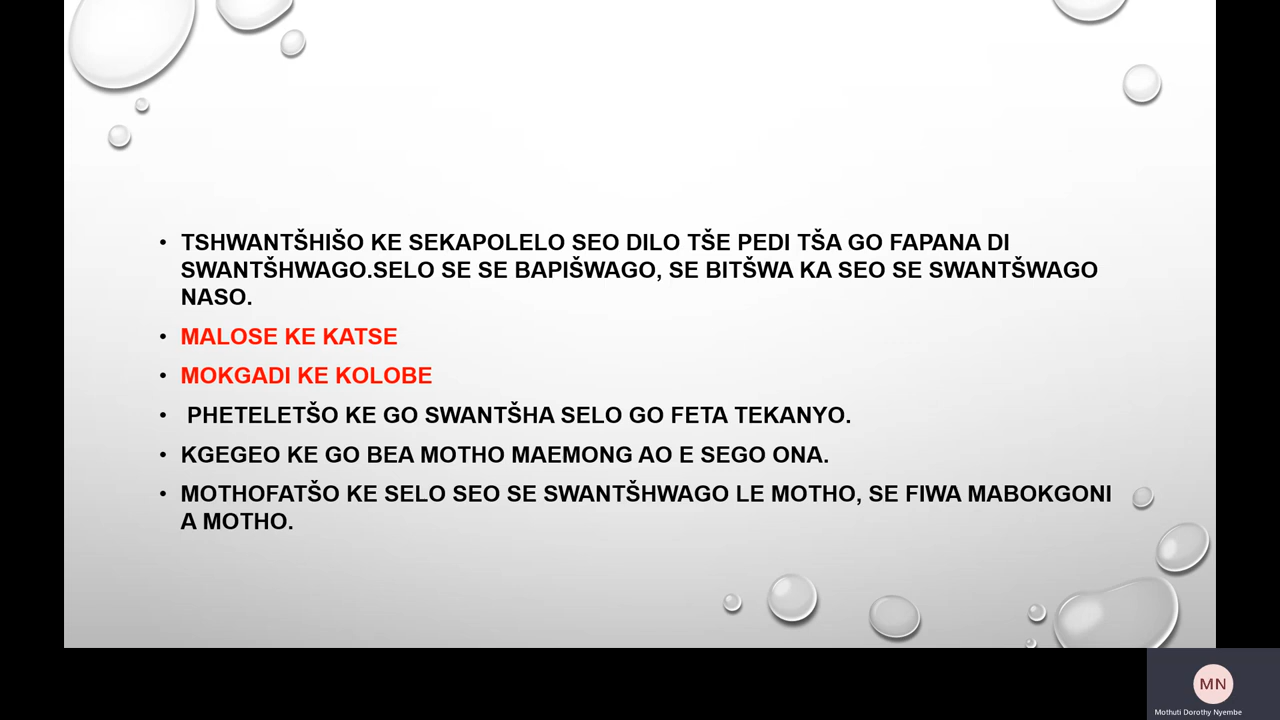 • TSHWANTŠHIŠO KE SEKAPOLELO SEO DILO TŠE PEDI TŠA GO FAPANA DI
SWANTŠHWAGO.SELO SE SE BAPIŠWAGO, SE BITŠWA KA SEO SE SWANTŠWAGO
NASO.
• MALOSE KE KATSE
• MOKGADI KE KOLOBE
• PHETELETŠO KE GO SWANTŠHA SELO GO FETA TEKANYO.
• KGEGEO KE GO BEA MOTHO MAEMONG AO E SEGO ONA.
• MOTHOFATŠO KE SELO SEO SE SWANTŠHWAGO LE MOTHO, SE FIWA MABOKGONI
A MOTHO.
MN
Mothuti Dorothy Nyembe